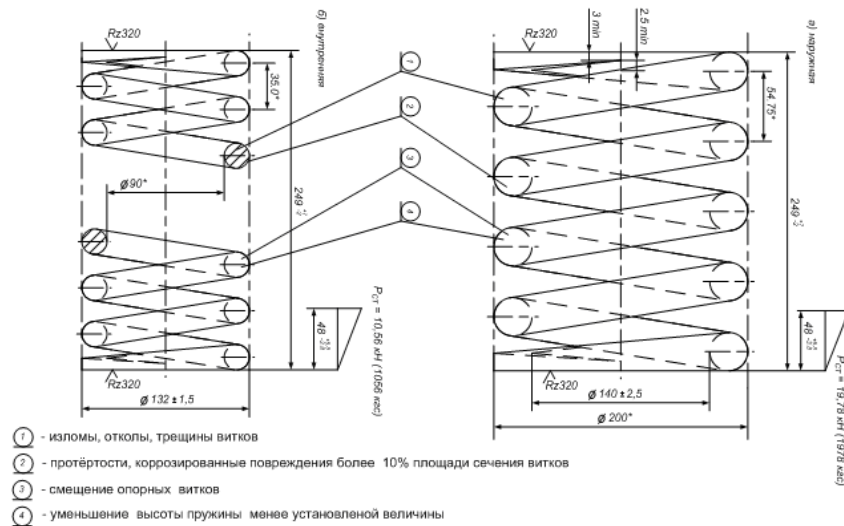 б) внутренняя
а) наружная
Rz320
35.0*
3 min
Rz320
2.5 min
54.75*
1
2
3
4
ϕ90*
249
249
Pст = 10,56 кН (1056 кгс)
48
48
Rz320
Rz320
ϕ 132 ± 1,5
ϕ 140 ± 2,5
ϕ 200*
Pст = 19,78 кН (1978 кгс)
1 - изломы, отколы, трещины витков
2 - протёртости, коррозированные повреждения более 10% площади сечения витков
3 - смещение опорных витков
4 - уменьшение высоты пружины менее установленой величины